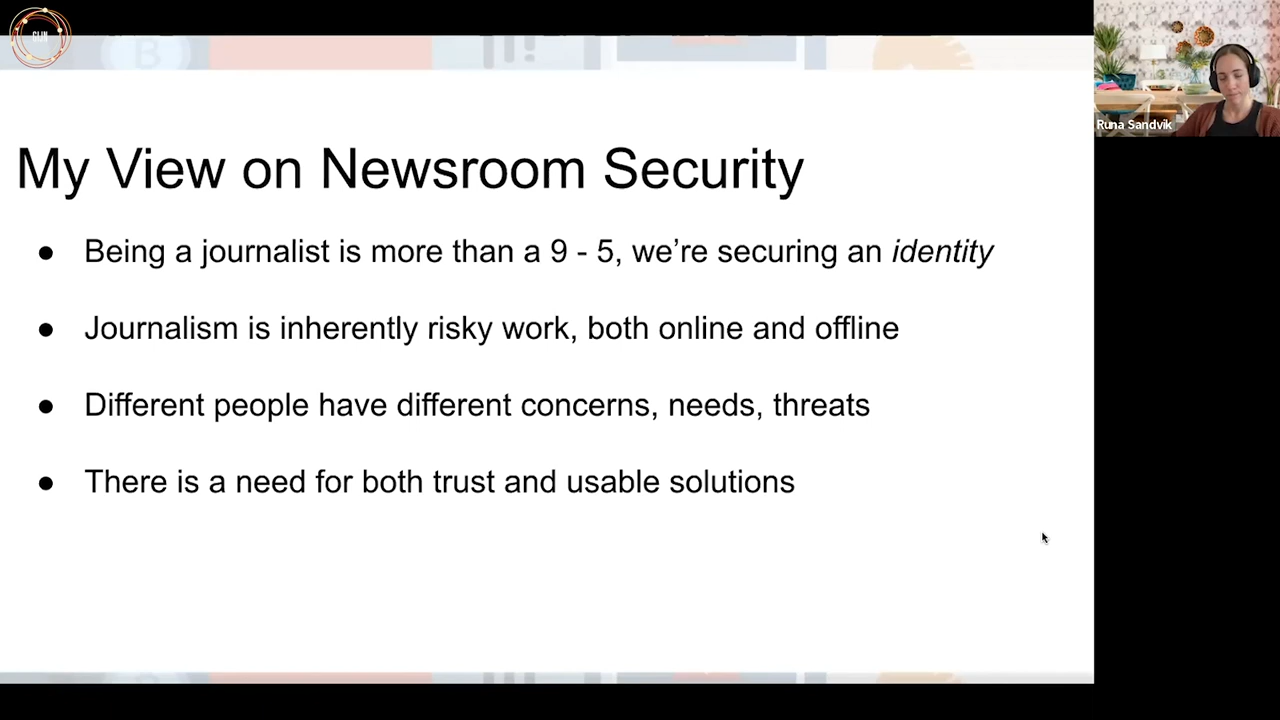 GIJN
My View on Newsroom Security
● Being a journalist is more than a 9 - 5, we’re securing an identity
● Journalism is inherently risky work, both online and offline
● Different people have different concerns, needs, threats
● There is a need for both trust and usable solutions
Runa Sandvik